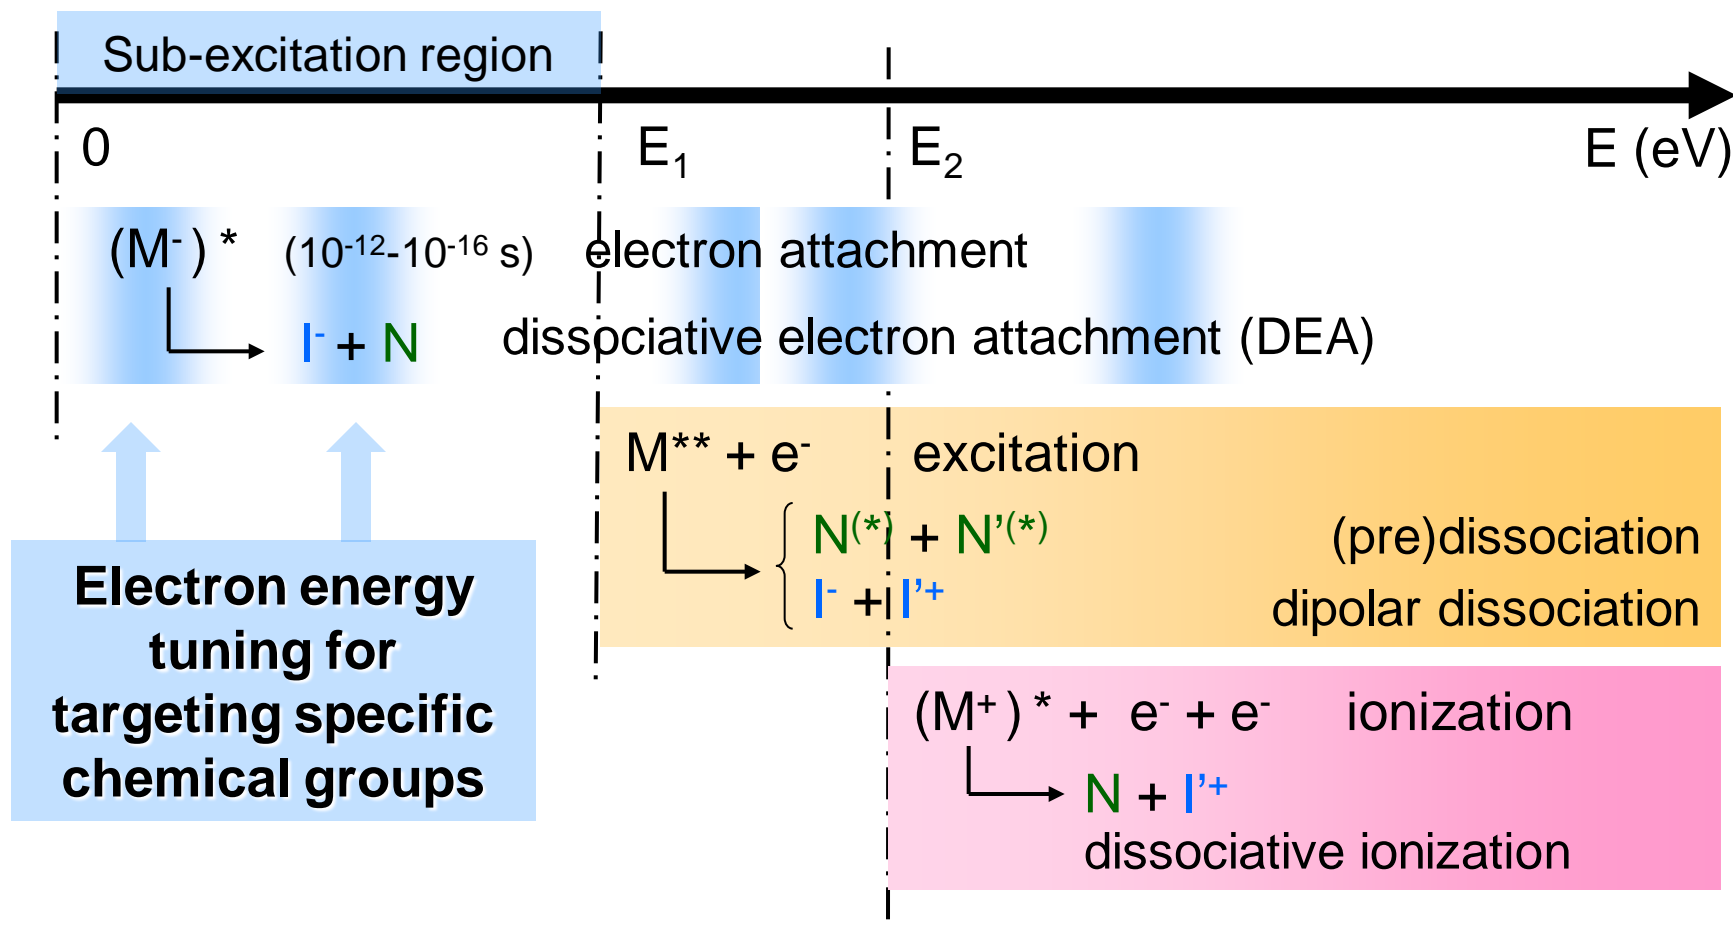 Sub-excitation region
0 E₁ E₂ E (eV)
(M⁻)* (10⁻¹²-10⁻¹⁶ s) electron attachment
I⁻ + N dissociative electron attachment (DEA)
M** + e⁻ excitation
N⁽*⁾ + N’⁽*⁾ (pre)dissociation
I⁻ + I’⁺ dipolar dissociation
Electron energy
tuning for
targeting specific
chemical groups
(M⁺)* + e⁻ + e⁻ ionization
N + I’⁺
dissociative ionization